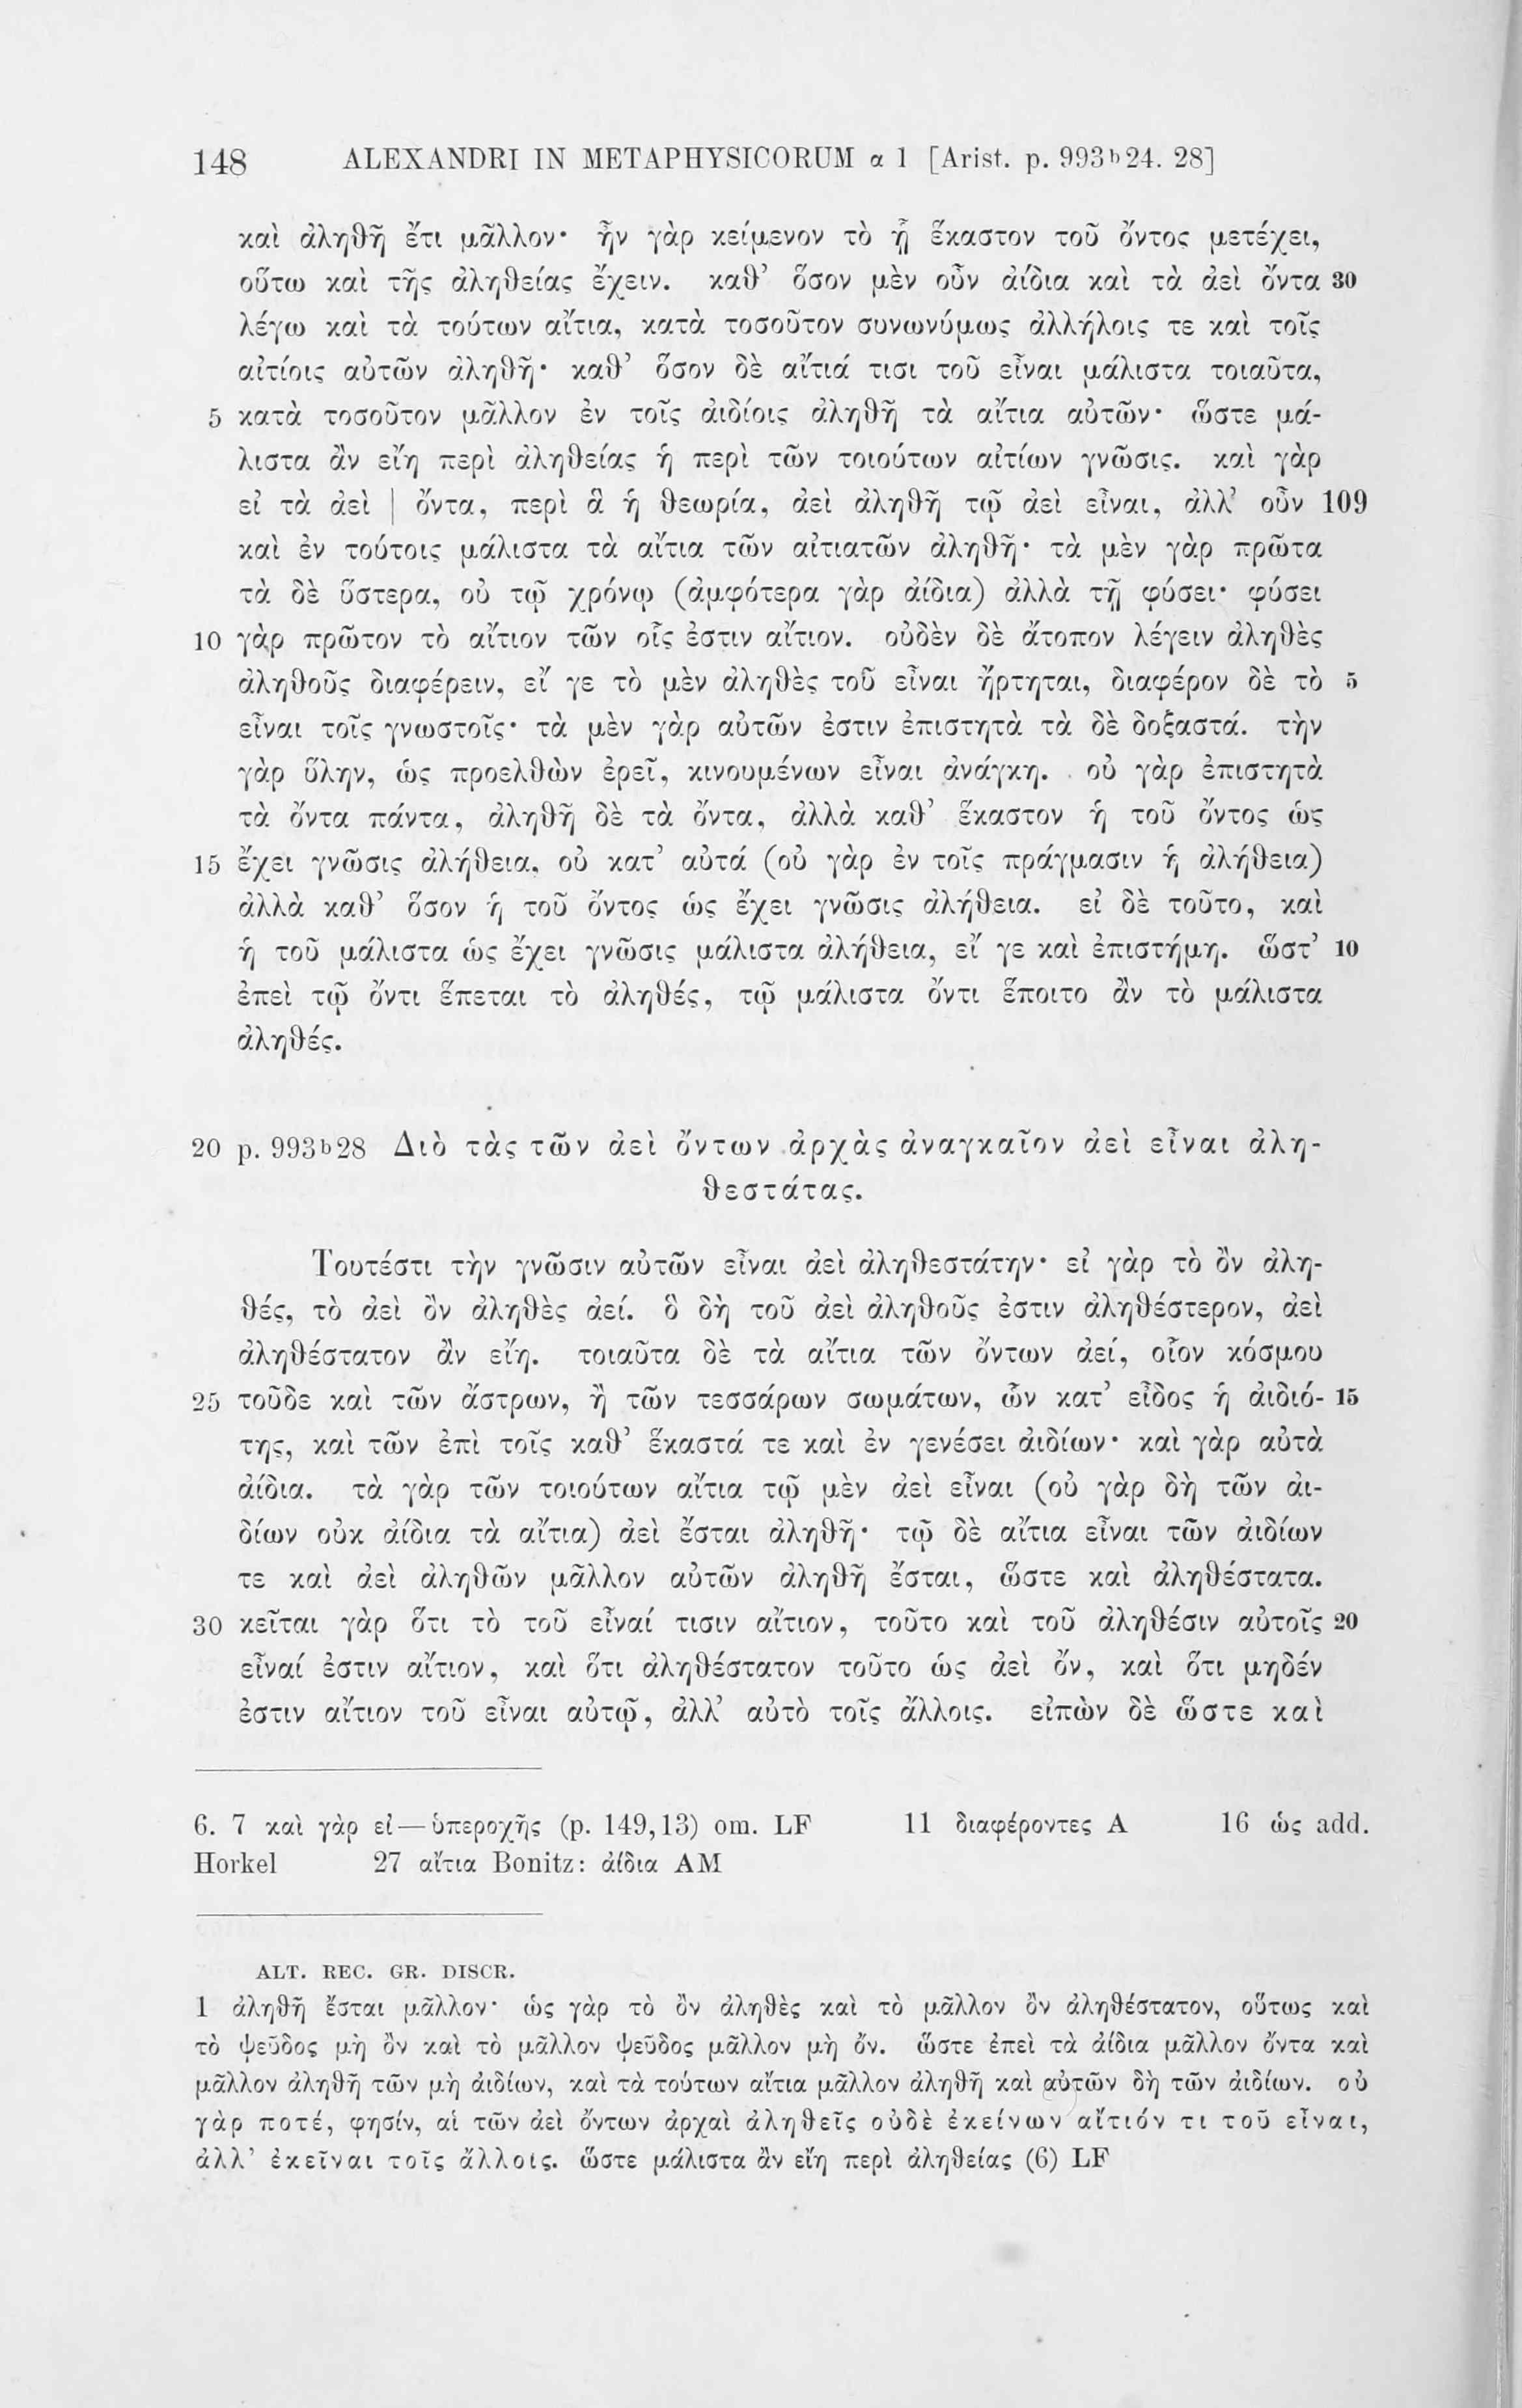 148 ALEXANDRI IN METAPHYSICORUM α 1 [Arist. p. 993b24. 28]
καὶ ἀληθῆ ἔτι μᾶλλον· ἦν γὰρ κείμενον τὸ ᾗ ἕκαστον τοῦ ὄντος μετέχει,
οὕτω καὶ τῆς ἀληθείας ἔχειν. καθ’ ὅσον μὲν οὖν ἀίδια καὶ τὰ ἀεὶ ὄντα 30
λέγω καὶ τὰ τούτων αἴτια, κατὰ τοσοῦτον συνωνύμως ἀλλήλοις τε καὶ τοῖς
αἰτίοις αὐτῶν ἀληθῆ· καθ’ ὅσον δὲ αἴτιά τισι τοῦ εἶναι μάλιστα τοιαῦτα,
5 κατὰ τοσοῦτον μᾶλλον ἐν τοῖς ἀιδίοις ἀληθῆ τὰ αἴτια αὐτῶν· ὥστε μά-
λιστα ἂν εἴη περὶ ἀληθείας ἡ περὶ τῶν τοιούτων αἰτίων γνῶσις. καὶ γὰρ
εἰ τὰ ἀεὶ | ὄντα, περὶ ἃ ἡ θεωρία, ἀεὶ ἀληθῆ τῷ ἀεὶ εἶναι, ἀλλ’ οὖν 109
καὶ ἐν τούτοις μάλιστα τὰ αἴτια τῶν αἰτιατῶν ἀληθῆ· τὰ μὲν γὰρ πρῶτα
τὰ δὲ ὕστερα, οὐ τῷ χρόνῳ (ἀμφότερα γὰρ ἀίδια) ἀλλὰ τῇ φύσει· φύσει
10 γὰρ πρῶτον τὸ αἴτιον τῶν οἷς ἐστιν αἴτιον. οὐδὲν δὲ ἄτοπον λέγειν ἀληθὲς
ἀληθοῦς διαφέρειν, εἴ γε τὸ μὲν ἀληθὲς τοῦ εἶναι ἤρτηται, διαφέρον δὲ τὸ 5
εἶναι τοῖς γνωστοῖς· τὰ μὲν γὰρ αὐτῶν ἐστιν ἐπιστητὰ τὰ δὲ δοξαστά. τὴν
γὰρ ὕλην, ὡς προελθὼν ἐρεῖ, κινουμένων εἶναι ἀνάγκη. οὐ γὰρ ἐπιστητὰ
τὰ ὄντα πάντα, ἀληθῆ δὲ τὰ ὄντα, ἀλλὰ καθ’ ἕκαστον ἡ τοῦ ὄντος ὡς
15 ἔχει γνῶσις ἀλήθεια, οὐ κατ’ αὐτά (οὐ γὰρ ἐν τοῖς πράγμασιν ἡ ἀλήθεια)
ἀλλὰ καθ’ ὅσον ἡ τοῦ ὄντος ὡς ἔχει γνῶσις ἀλήθεια. εἰ δὲ τοῦτο, καὶ
ἡ τοῦ μάλιστα ὡς ἔχει γνῶσις μάλιστα ἀλήθεια, εἴ γε καὶ ἐπιστήμη. ὥστ’ 10
ἐπεὶ τῷ ὄντι ἕπεται τὸ ἀληθές, τῷ μάλιστα ὄντι ἕποιτο ἂν τὸ μάλιστα
ἀληθές.
20 p. 993b28 Διὸ τὰς τῶν ἀεὶ ὄντων ἀρχὰς ἀναγκαῖον ἀεὶ εἶναι ἀλη-
θεστάτας.
Τουτέστι τὴν γνῶσιν αὐτῶν εἶναι ἀεὶ ἀληθεστάτην· εἰ γὰρ τὸ ὂν ἀλη-
θές, τὸ ἀεὶ ὂν ἀληθὲς ἀεί. ὃ δὴ τοῦ ἀεὶ ἀληθοῦς ἐστιν ἀληθέστερον, ἀεὶ
ἀληθέστατον ἂν εἴη. τοιαῦτα δὲ τὰ αἴτια τῶν ὄντων ἀεί, οἷον κόσμου
25 τοῦδε καὶ τῶν ἄστρων, ἢ τῶν τεσσάρων σωμάτων, ὧν κατ’ εἶδος ἡ ἀιδιό- 15
της, καὶ τῶν ἐπὶ τοῖς καθ’ ἕκαστά τε καὶ ἐν γενέσει ἀιδίων· καὶ γὰρ αὐτὰ
ἀίδια. τὰ γὰρ τῶν τοιούτων αἴτια τῷ μὲν ἀεὶ εἶναι (οὐ γὰρ δὴ τῶν ἀι-
δίων οὐκ ἀίδια τὰ αἴτια) ἀεὶ ἔσται ἀληθῆ· τῷ δὲ αἴτια εἶναι τῶν ἀιδίων
τε καὶ ἀεὶ ἀληθῶν μᾶλλον αὐτῶν ἀληθῆ ἔσται, ὥστε καὶ ἀληθέστατα.
30 κεῖται γὰρ ὅτι τὸ τοῦ εἶναί τισιν αἴτιον, τοῦτο καὶ τοῦ ἀληθέσιν αὐτοῖς 20
εἶναί ἐστιν αἴτιον, καὶ ὅτι ἀληθέστατον τοῦτο ὡς ἀεὶ ὄν, καὶ ὅτι μηδέν
ἐστιν αἴτιον τοῦ εἶναι αὐτῷ, ἀλλ’ αὐτὸ τοῖς ἄλλοις. εἰπὼν δὲ ὥστε καὶ
6. 7 καὶ γὰρ εἰ—ὑπεροχῆς (p. 149,13) om. LF 11 διαφέροντες A 16 ὡς add.
Horkel 27 αἴτια Bonitz: ἀίδια AM
ALT. REC. GR. DISCR.
1 ἀληθῆ ἔσται μᾶλλον· ὡς γὰρ τὸ ὂν ἀληθὲς καὶ τὸ μᾶλλον ὂν ἀληθέστατον, οὕτως καὶ
τὸ ψεῦδος μὴ ὂν καὶ τὸ μᾶλλον ψεῦδος μᾶλλον μὴ ὄν. ὥστε ἐπεὶ τὰ ἀίδια μᾶλλον ὄντα καὶ
μᾶλλον ἀληθῆ τῶν μὴ ἀιδίων, καὶ τὰ τούτων αἴτια μᾶλλον ἀληθῆ καὶ αὐτῶν δὴ τῶν ἀιδίων. οὐ
γὰρ ποτέ, φησίν, αἱ τῶν ἀεὶ ὄντων ἀρχαὶ ἀληθεῖς οὐδὲ ἐκείνων αἴτιόν τι τοῦ εἶναι,
ἀλλ’ ἐκεῖναι τοῖς ἄλλοις. ὥστε μάλιστα ἂν εἴη περὶ ἀληθείας (6) LF